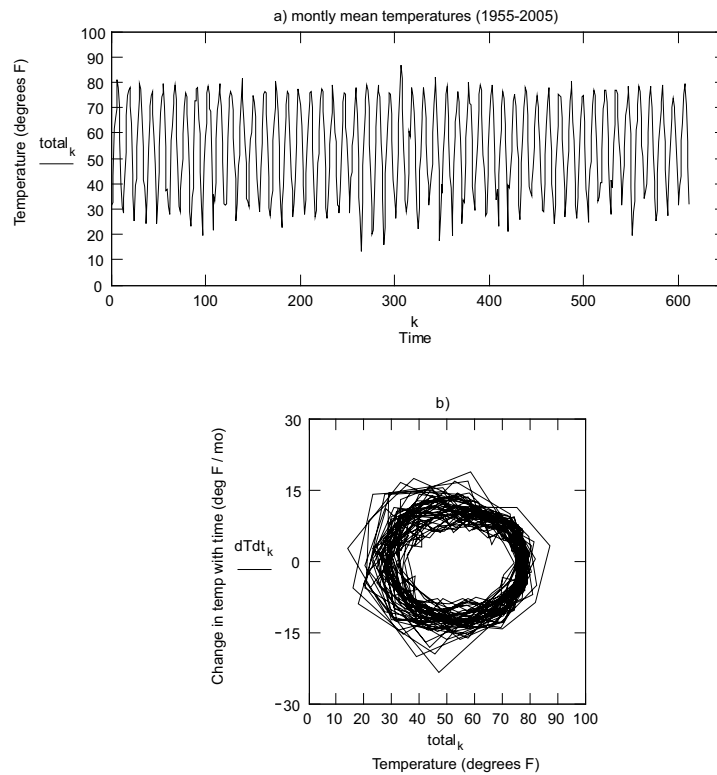 a) montly mean temperatures (1955-2005)
100
90
80
70
60
50
40
30
20
10
0
Temperature (degrees F)
total_k
0 100 200 300 400 500 600
k
Time
b)
30
15
0
−15
−30
Change in temp with time (deg F / mo)
dTdt_k
0 10 20 30 40 50 60 70 80 90 100
total_k
Temperature (degrees F)